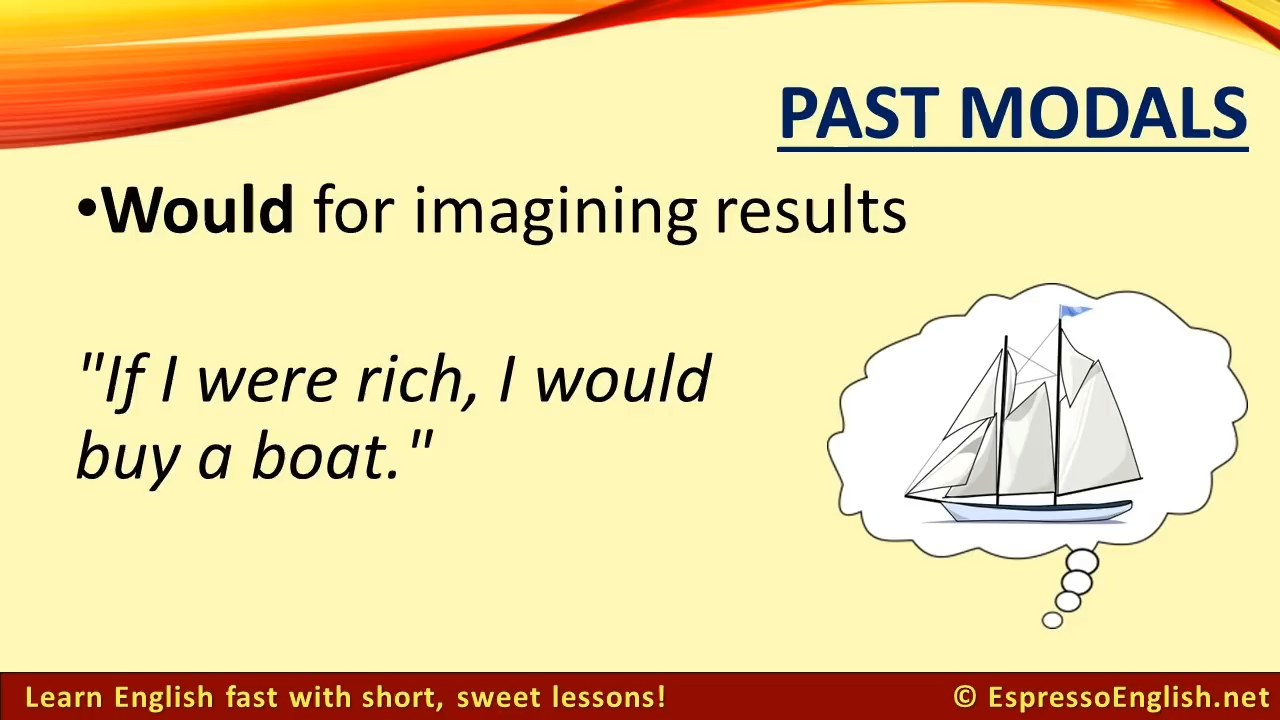 PAST MODALS
•Would for imagining results
"If I were rich, I would
buy a boat."
Learn English fast with short, sweet lessons!
© EspressoEnglish.net